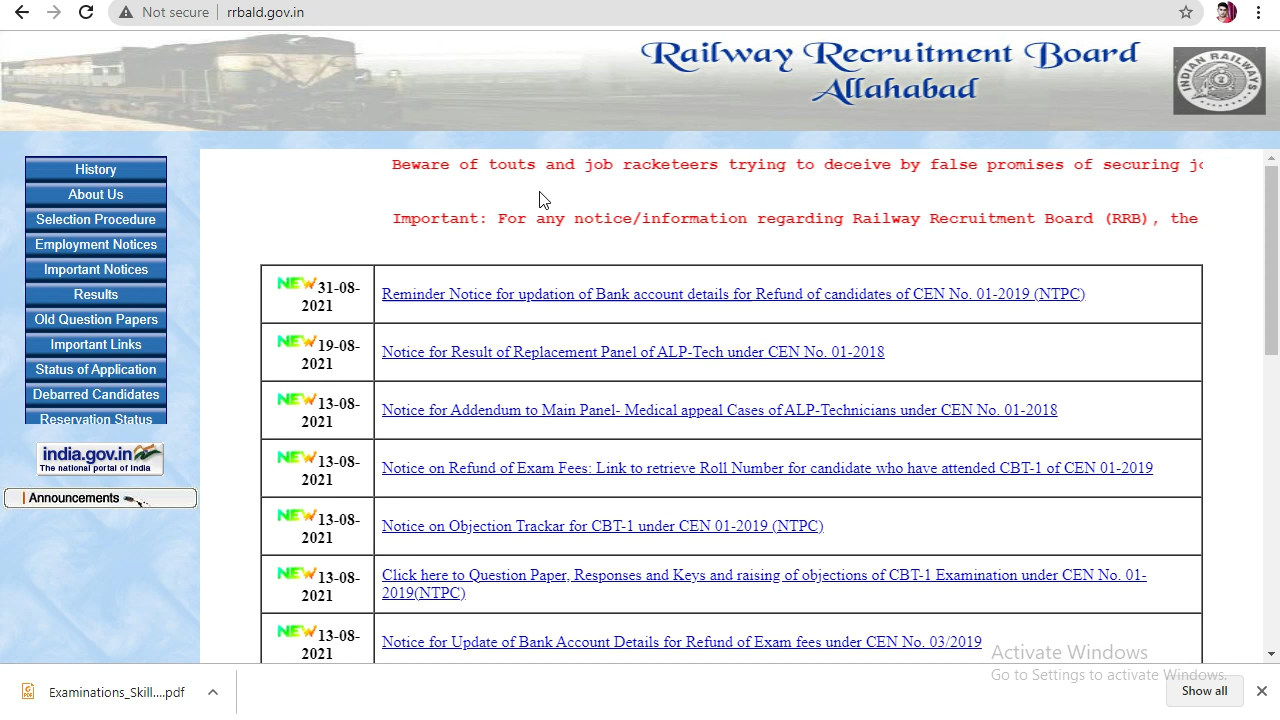 Not secure
rrbald.gov.in
Railway Recruitment Board
Allahabad
INDIAN RAILWAYS
History
About Us
Selection Procedure
Employment Notices
Important Notices
Results
Old Question Papers
Important Links
Status of Application
Debarred Candidates
Reservation Status
india.gov.in
The national portal of India
Announcements
Beware of touts and job racketeers trying to deceive by false promises of securing jo
Important: For any notice/information regarding Railway Recruitment Board (RRB), the
NEW 31-08-
2021
Reminder Notice for updation of Bank account details for Refund of candidates of CEN No. 01-2019 (NTPC)
NEW 19-08-
2021
Notice for Result of Replacement Panel of ALP-Tech under CEN No. 01-2018
NEW 13-08-
2021
Notice for Addendum to Main Panel- Medical appeal Cases of ALP-Technicians under CEN No. 01-2018
NEW 13-08-
2021
Notice on Refund of Exam Fees: Link to retrieve Roll Number for candidate who have attended CBT-1 of CEN 01-2019
NEW 13-08-
2021
Notice on Objection Trackar for CBT-1 under CEN 01-2019 (NTPC)
NEW 13-08-
2021
Click here to Question Paper, Responses and Keys and raising of objections of CBT-1 Examination under CEN No. 01-
2019(NTPC)
NEW 13-08-
2021
Notice for Update of Bank Account Details for Refund of Exam fees under CEN No. 03/2019
Activate Windows
Go to Settings to activate Windows.
Examinations_Skill....pdf
Show all